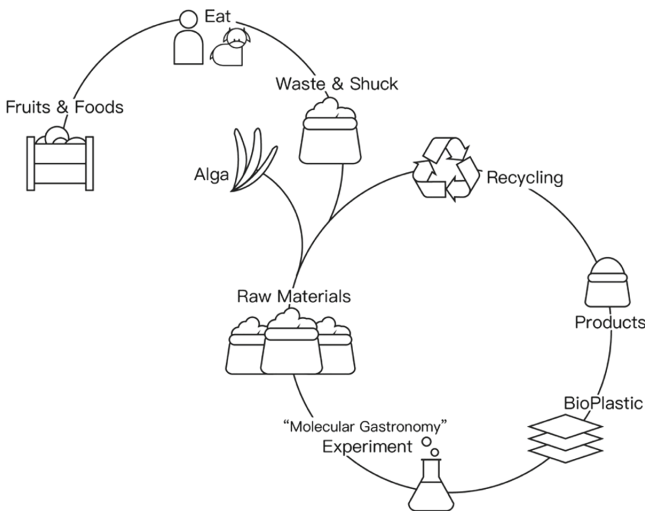 Eat
Fruits & Foods
Waste & Shuck
Alga
Recycling
Raw Materials
Products
BioPlastic
“Molecular Gastronomy”
Experiment